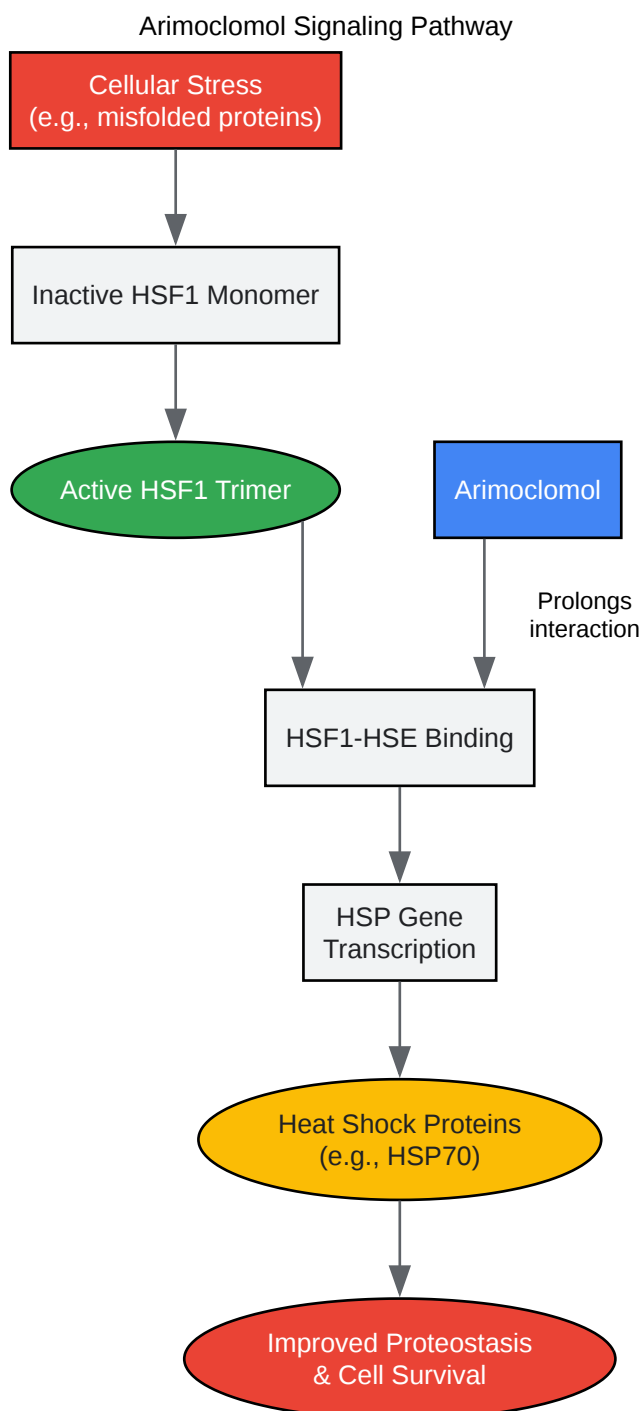 Arimoclomol Signaling Pathway
Cellular Stress
(e.g., misfolded proteins)
Inactive HSF1 Monomer
Active HSF1 Trimer
Arimoclomol
Prolongs
interaction
HSF1-HSE Binding
HSP Gene
Transcription
Heat Shock Proteins
(e.g., HSP70)
Improved Proteostasis
& Cell Survival